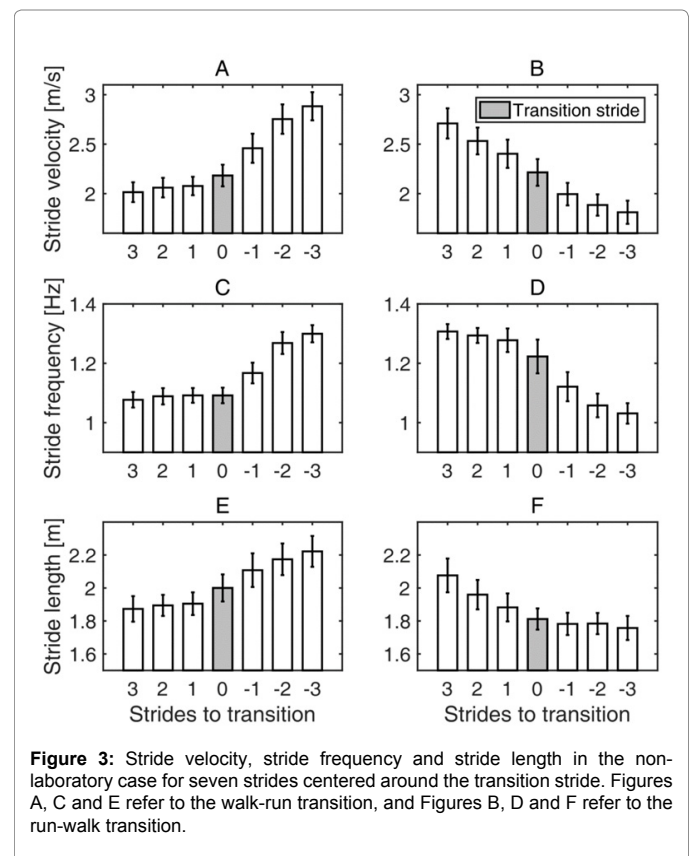 A
B
Stride velocity [m/s]
3
2.5
2
3
2.5
2
Transition stride
3 2 1 0 -1 -2 -3
3 2 1 0 -1 -2 -3
C
D
Stride frequency [Hz]
1.4
1.2
1
1.4
1.2
1
3 2 1 0 -1 -2 -3
3 2 1 0 -1 -2 -3
E
F
Stride length [m]
2.2
2
1.8
1.6
2.2
2
1.8
1.6
3 2 1 0 -1 -2 -3
3 2 1 0 -1 -2 -3
Strides to transition
Strides to transition
Figure 3: Stride velocity, stride frequency and stride length in the non-
laboratory case for seven strides centered around the transition stride. Figures
A, C and E refer to the walk-run transition, and Figures B, D and F refer to the
run-walk transition.